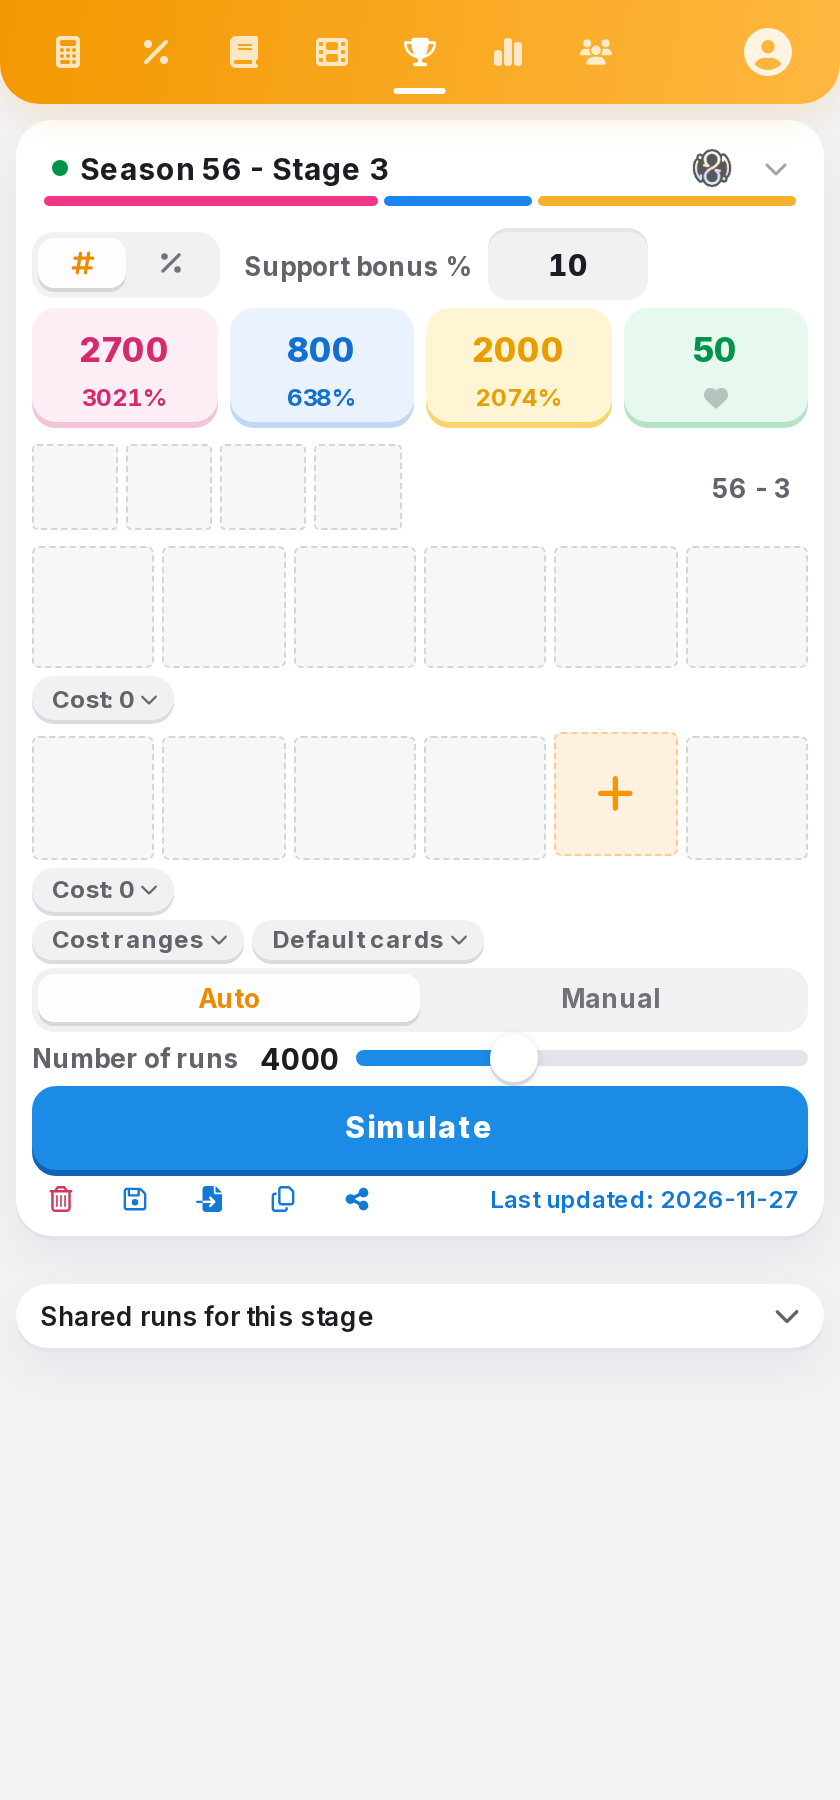 Season 56 - Stage 3
Support bonus % 10
2700 800 2000 50
3021% 638% 2074%
56 - 3
Cost: 0
Cost: 0
Cost ranges Default cards
Auto Manual
Number of runs 4000
Simulate
Last updated: 2026-11-27
Shared runs for this stage